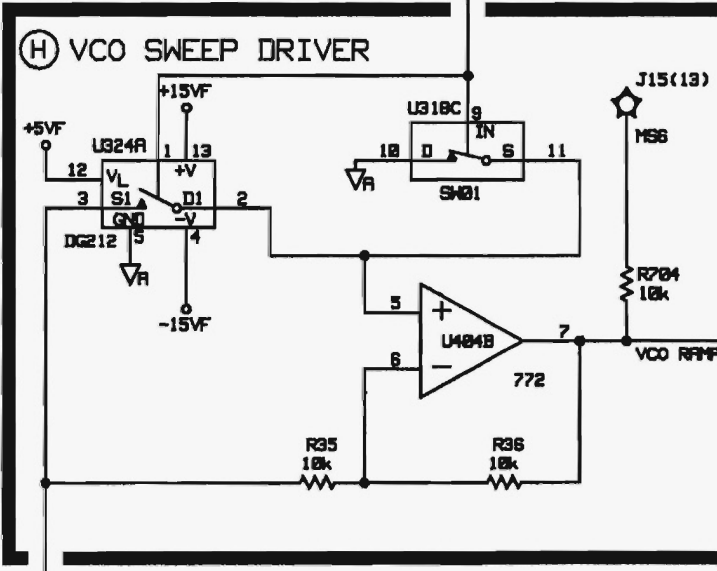 H VCO SWEEP DRIVER
+15VF
J15(13)
+5VF
U318C
9
U324A
1 13
IN
MS6
12
VL
+V
10 D S 11
A
SW01
3 S1 D1 2
GND -V
DG212 5 4
A
R704
10k
-15VF
5 +
U404B
7
6 -
VCO RAMP
772
R35
10k
R36
10k